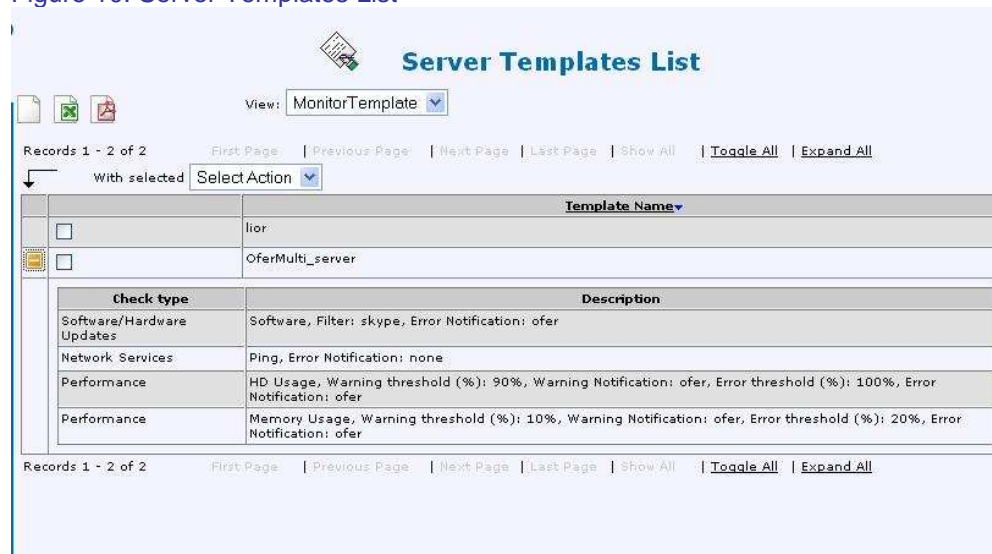 Figure 16: Server Templates List
Server Templates List
View: MonitorTemplate
Records 1 - 2 of 2 First Page | Previous Page | Next Page | Last Page | Show All | Toggle All | Expand All
With selected Select Action
Template Name
lior
OferMulti_server
Check type Description
Software/Hardware Updates Software, Filter: skype, Error Notification: ofer
Network Services Ping, Error Notification: none
Performance HD Usage, Warning threshold (%): 90%, Warning Notification: ofer, Error threshold (%): 100%, Error
Notification: ofer
Performance Memory Usage, Warning threshold (%): 10%, Warning Notification: ofer, Error threshold (%): 20%, Error
Notification: ofer
Records 1 - 2 of 2 First Page | Previous Page | Next Page | Last Page | Show All | Toggle All | Expand All